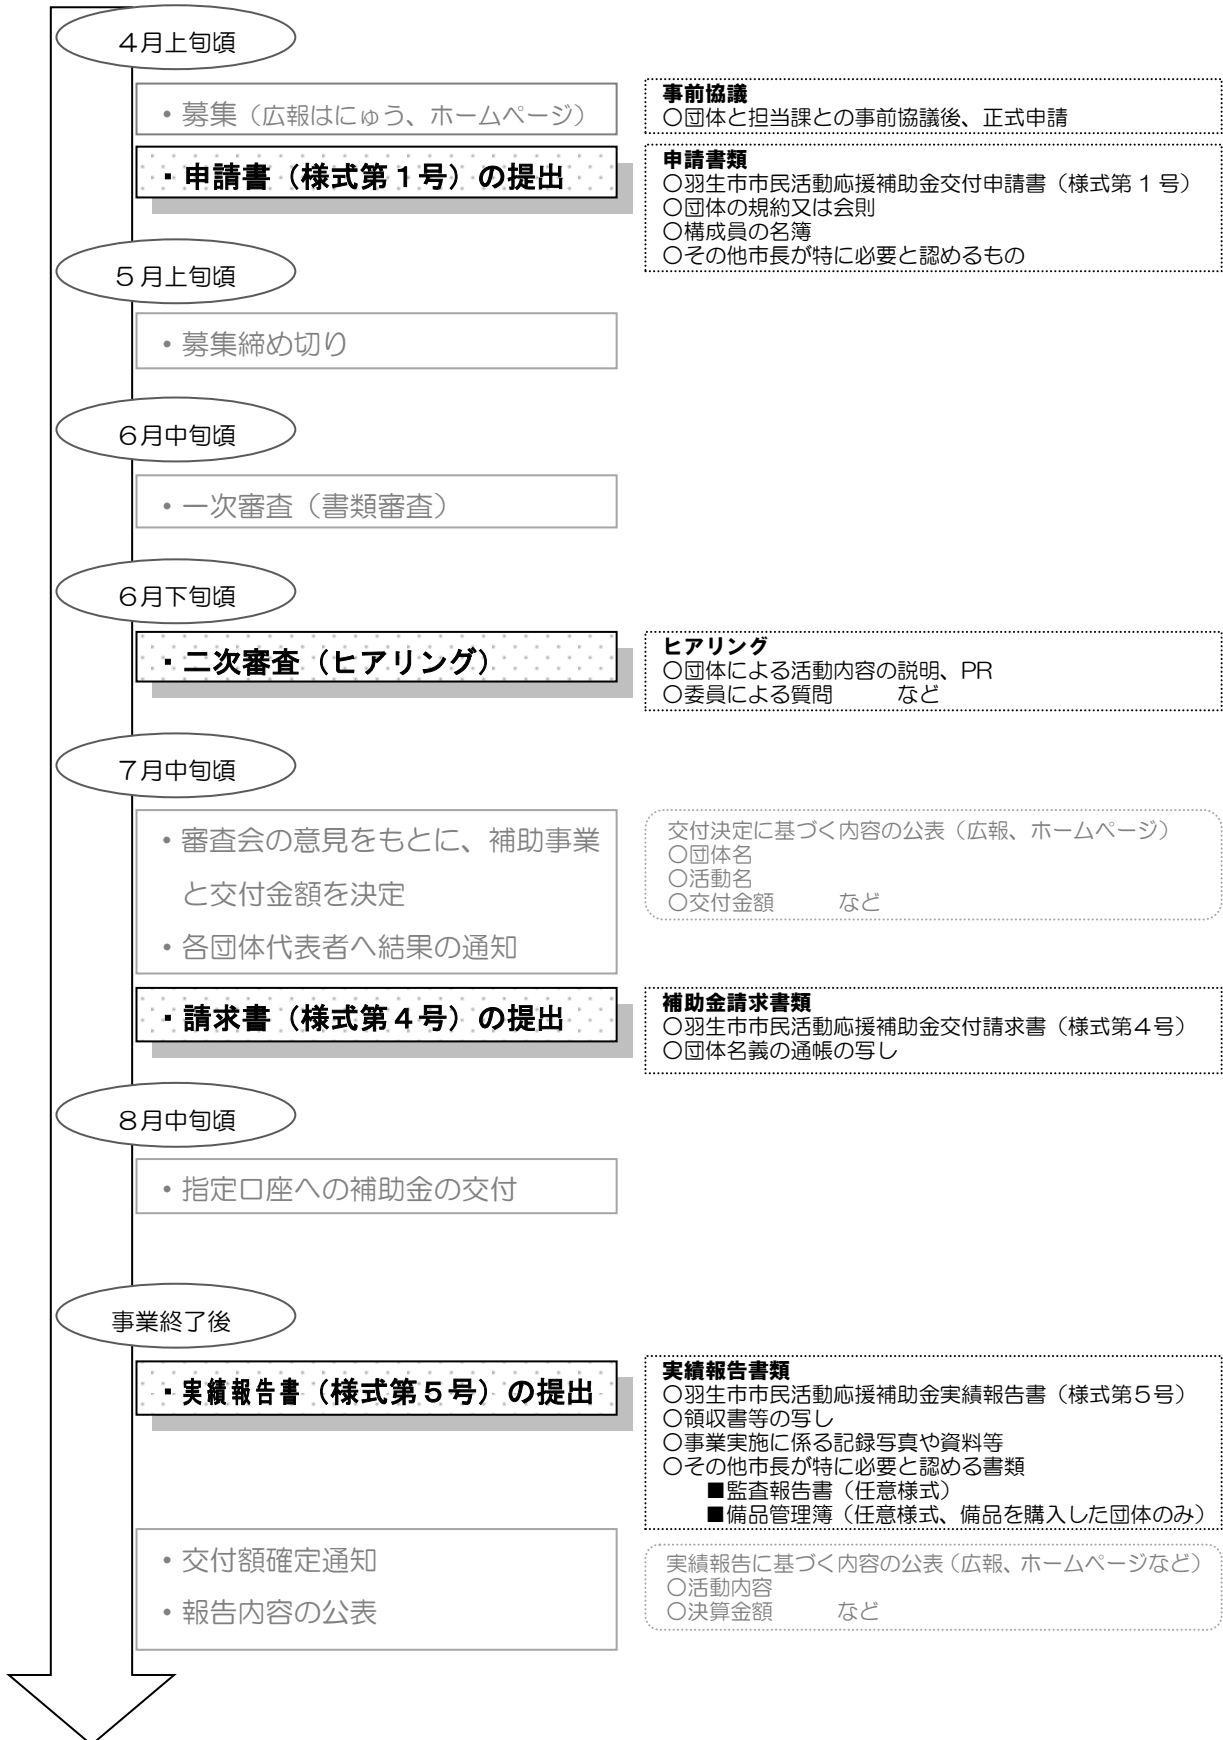 4月上旬頃
・募集（広報はにゅう、ホームページ）
事前協議
○団体と担当課との事前協議後、正式申請
・申請書（様式第１号）の提出
申請書類
○羽生市市民活動応援補助金交付申請書（様式第１号）
○団体の規約又は会則
○構成員の名簿
○その他市長が特に必要と認めるもの
5月上旬頃
・募集締め切り
6月中旬頃
・一次審査（書類審査）
6月下旬頃
・二次審査（ヒアリング）
ヒアリング
○団体による活動内容の説明、PR
○委員による質問　　　など
7月中旬頃
・審査会の意見をもとに、補助事業
と交付金額を決定
・各団体代表者へ結果の通知
交付決定に基づく内容の公表（広報、ホームページ）
○団体名
○活動名
○交付金額　　　など
・請求書（様式第４号）の提出
補助金請求書類
○羽生市市民活動応援補助金交付請求書（様式第４号）
○団体名義の通帳の写し
8月中旬頃
・指定口座への補助金の交付
事業終了後
・実績報告書（様式第５号）の提出
実績報告書類
○羽生市市民活動応援補助金実績報告書（様式第５号）
○領収書等の写し
○事業実施に係る記録写真や資料等
○その他市長が特に必要と認める書類
■監査報告書（任意様式）
■備品管理簿（任意様式、備品を購入した団体のみ）
・交付額確定通知
・報告内容の公表
実績報告に基づく内容の公表（広報、ホームページなど）
○活動内容
○決算金額　　　など